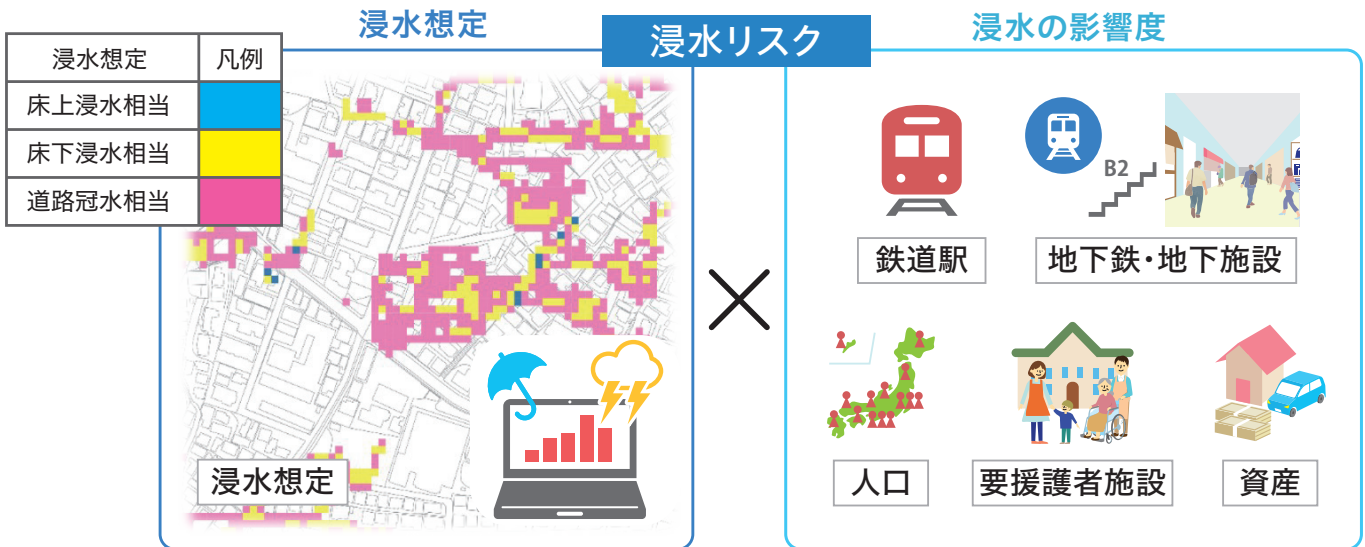 浸水想定
浸水リスク
浸水の影響度
浸水想定 凡例
床上浸水相当
床下浸水相当
道路冠水相当
浸水想定
×
B2
鉄道駅
地下鉄・地下施設
人口
要援護者施設
資産